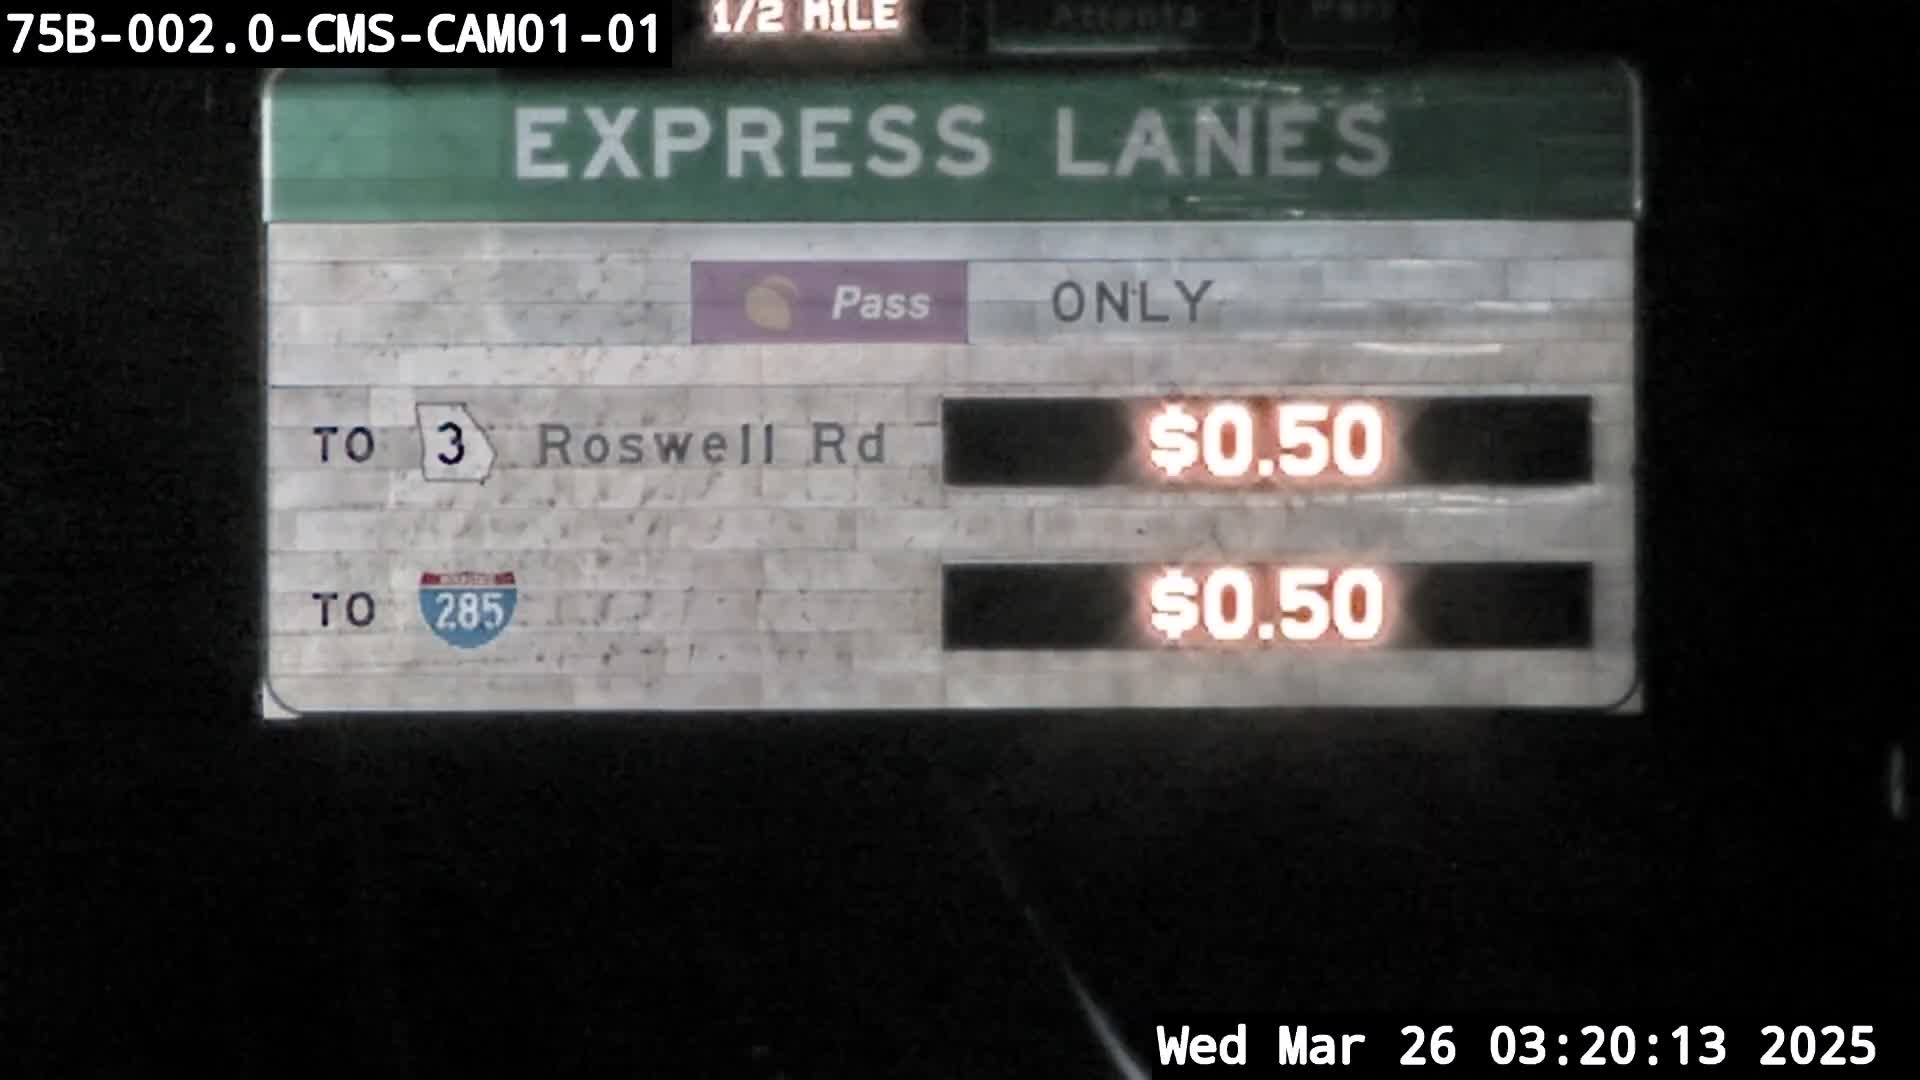 75B-002.0-CMS-CAM01-01
1/2 MILE
EXPRESS LANES
Pass ONLY
TO 3 Roswell Rd $0.50
TO 285 $0.50
Wed Mar 26 03:20:13 2025